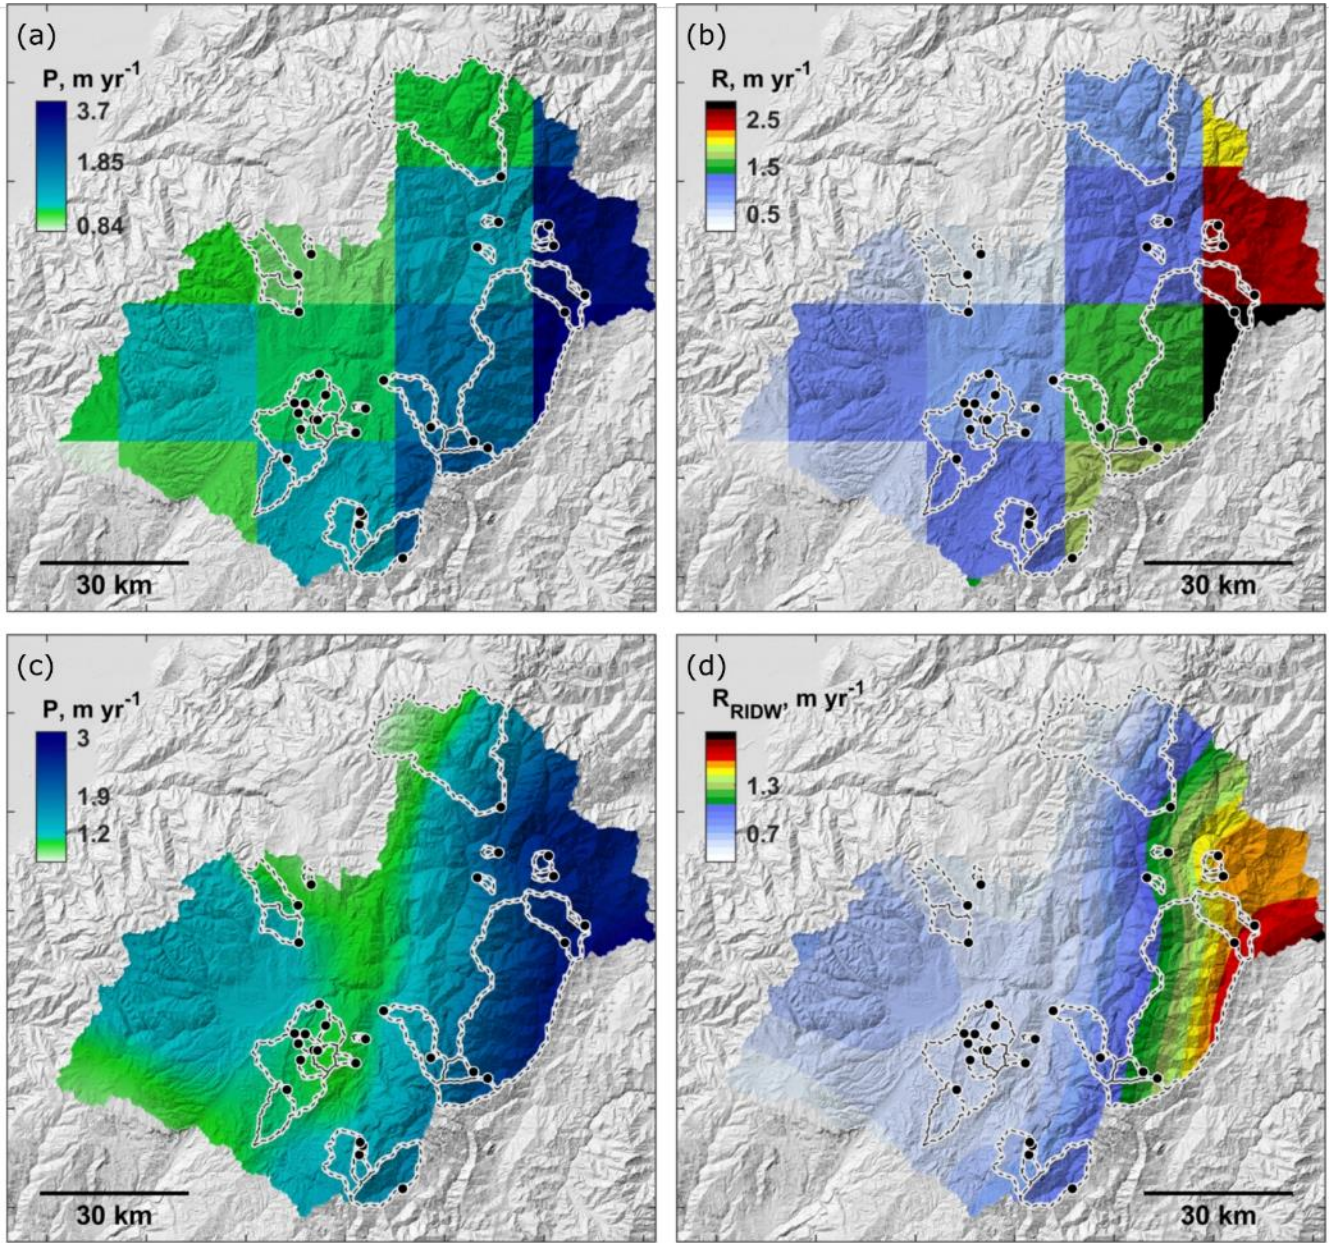 (a)
P, m yr⁻¹
3.7
1.85
0.84
30 km
(b)
R, m yr⁻¹
2.5
1.5
0.5
30 km
(c)
P, m yr⁻¹
3
1.9
1.2
30 km
(d)
R_RIDW, m yr⁻¹
1.3
0.7
30 km